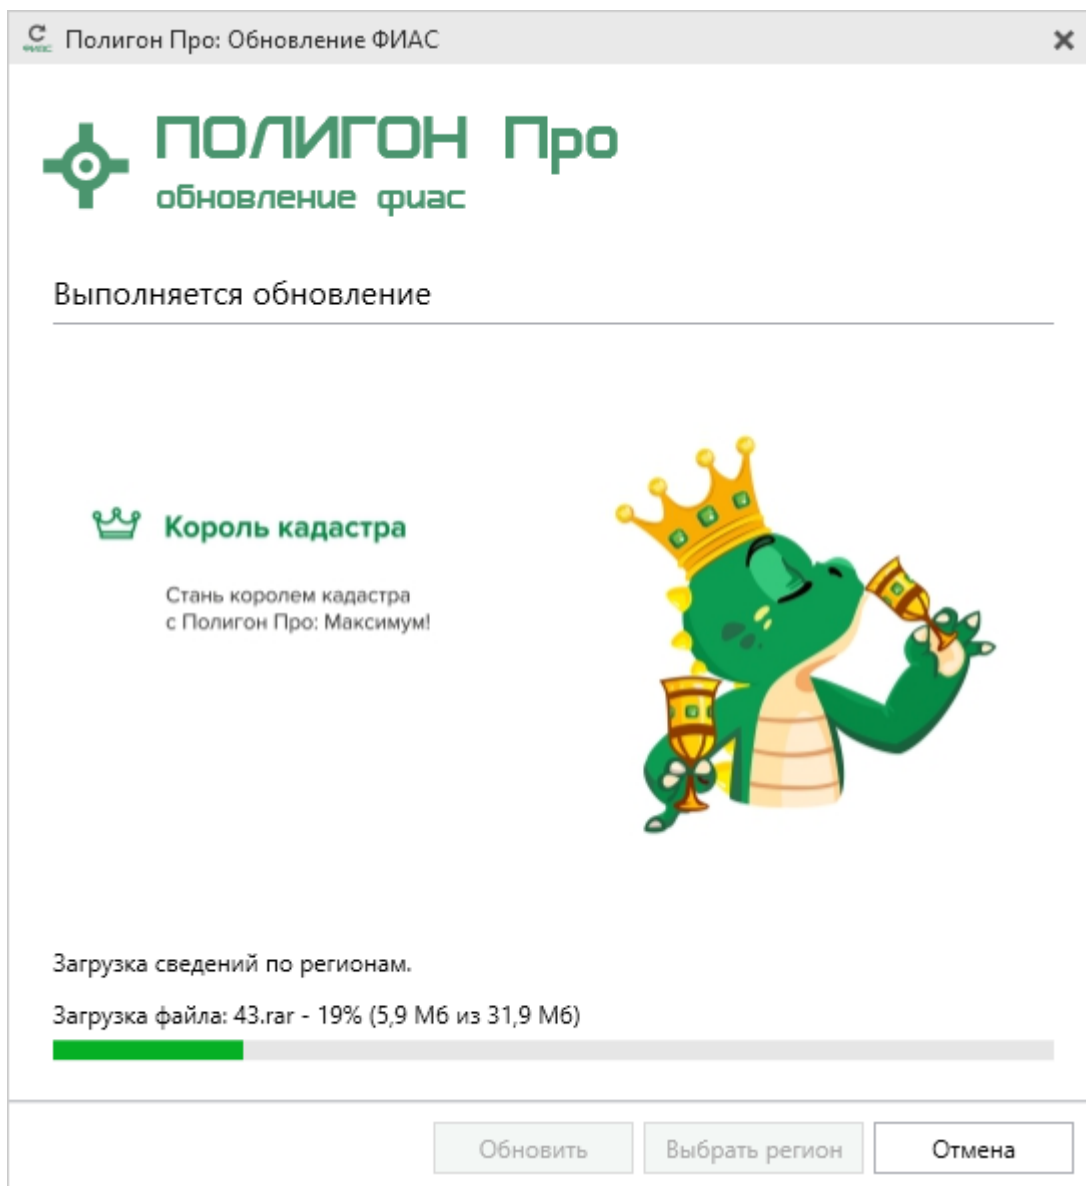 ФИАС
Полигон Про: Обновление ФИАС
ПОЛИГОН Про
обновление фиас
Выполняется обновление
Король кадастра
Стань королем кадастра
с Полигон Про: Максимум!
Загрузка сведений по регионам.
Загрузка файла: 43.rar - 19% (5,9 Мб из 31,9 Мб)
Обновить
Выбрать регион
Отмена